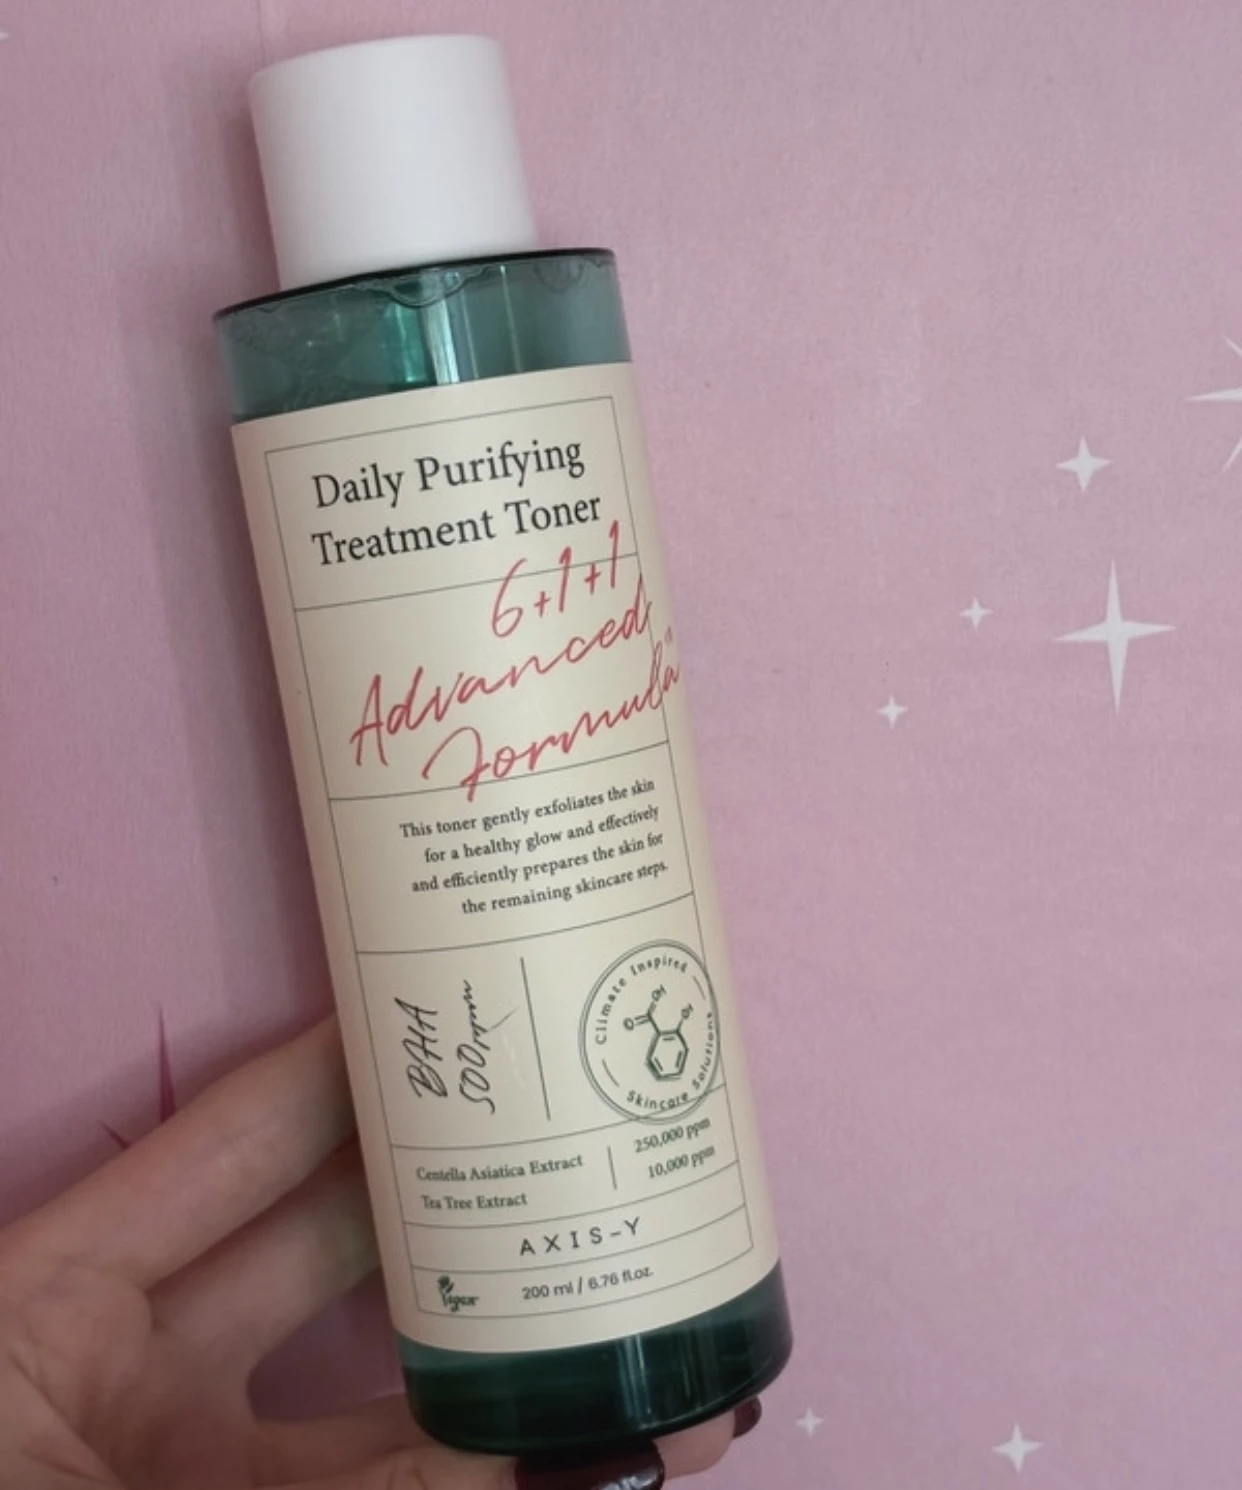 Daily Purifying
Treatment Toner
6+1+1
Advanced
Formula
This toner gently exfoliates the skin
for a healthy glow and effectively
and efficiently prepares the skin for
the remaining skincare steps.
BHA
500ppm
Climate Inspired
Skincare Solutions
O
OH
Centella Asiatica Extract 250,000 ppm
Tea Tree Extract 10,000 ppm
AXIS-Y
Vegan
200 ml / 6.76 fl.oz.